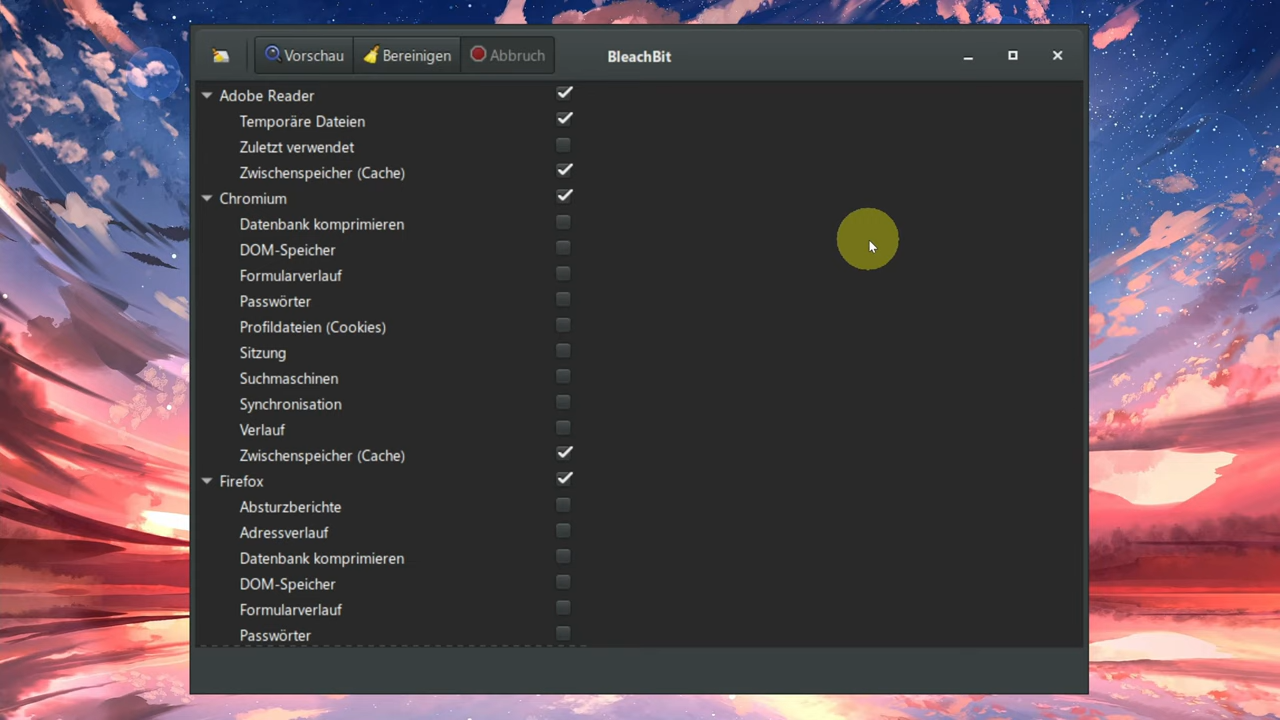 Vorschau Bereinigen Abbruch BleachBit
Adobe Reader
Temporäre Dateien
Zuletzt verwendet
Zwischenspeicher (Cache)
Chromium
Datenbank komprimieren
DOM-Speicher
Formularverlauf
Passwörter
Profildateien (Cookies)
Sitzung
Suchmaschinen
Synchronisation
Verlauf
Zwischenspeicher (Cache)
Firefox
Absturzberichte
Adressverlauf
Datenbank komprimieren
DOM-Speicher
Formularverlauf
Passwörter